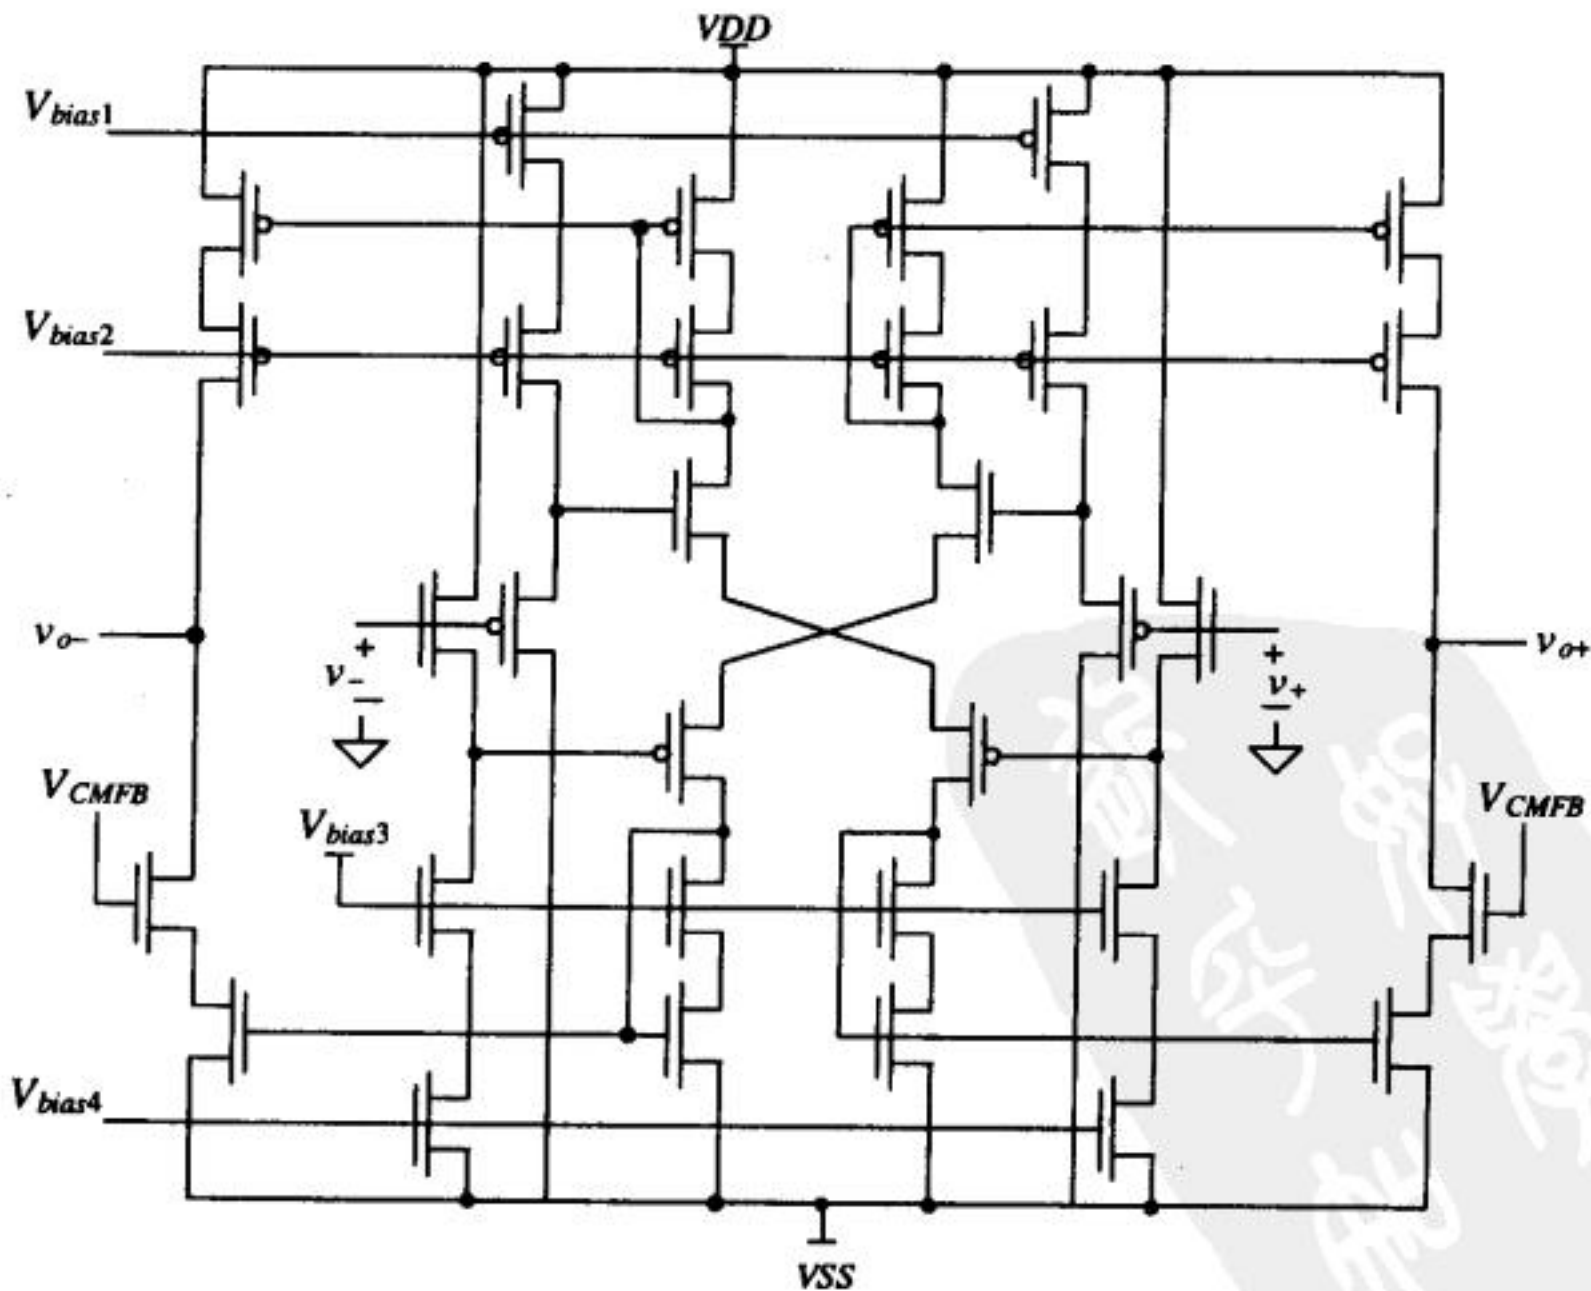 VDD
Vbias1
Vbias2
vo−
vo+
+
v−
−
+
v+
−
VCMFB
Vbias3
VCMFB
Vbias4
VSS